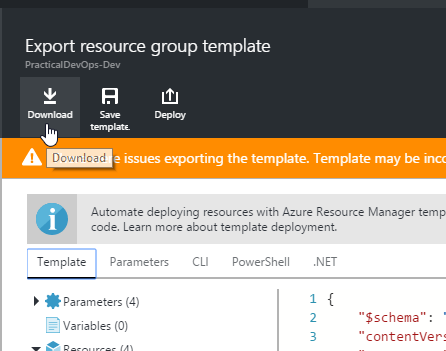 Export resource group template
PracticalDevOps-Dev
Download
Save
template
Deploy
Download
issues exporting the template. Template may be
Automate deploying resources with Azure Resource Manager
code. Learn more about template deployment.
Template
Parameters
CLI
PowerShell
.NET
Parameters (4)
Variables (0)
Resources (4)
1 {
2 "$schema": "
3 "contentVers